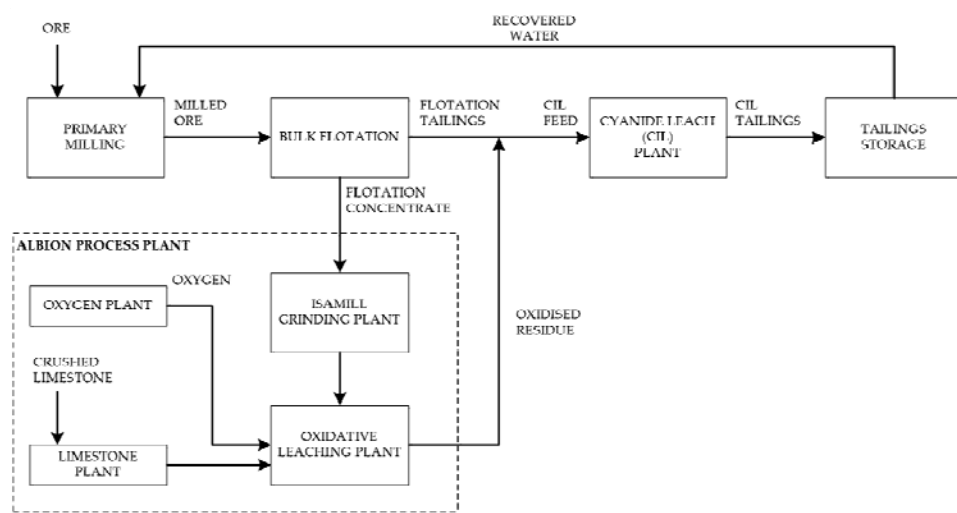 ORE
RECOVERED
WATER
MILLED
ORE
FLOTATION
TAILINGS
CIL
FEED
CIL
TAILINGS
PRIMARY
MILLING
BULK FLOTATION
CYANIDE LEACH
(CIL)
PLANT
TAILINGS
STORAGE
FLOTATION
CONCENTRATE
ALBION PROCESS PLANT
OXYGEN
OXYGEN PLANT
ISAMILL
GRINDING PLANT
OXIDISED
RESIDUE
CRUSHED
LIMESTONE
LIMESTONE
PLANT
OXIDATIVE
LEACHING PLANT